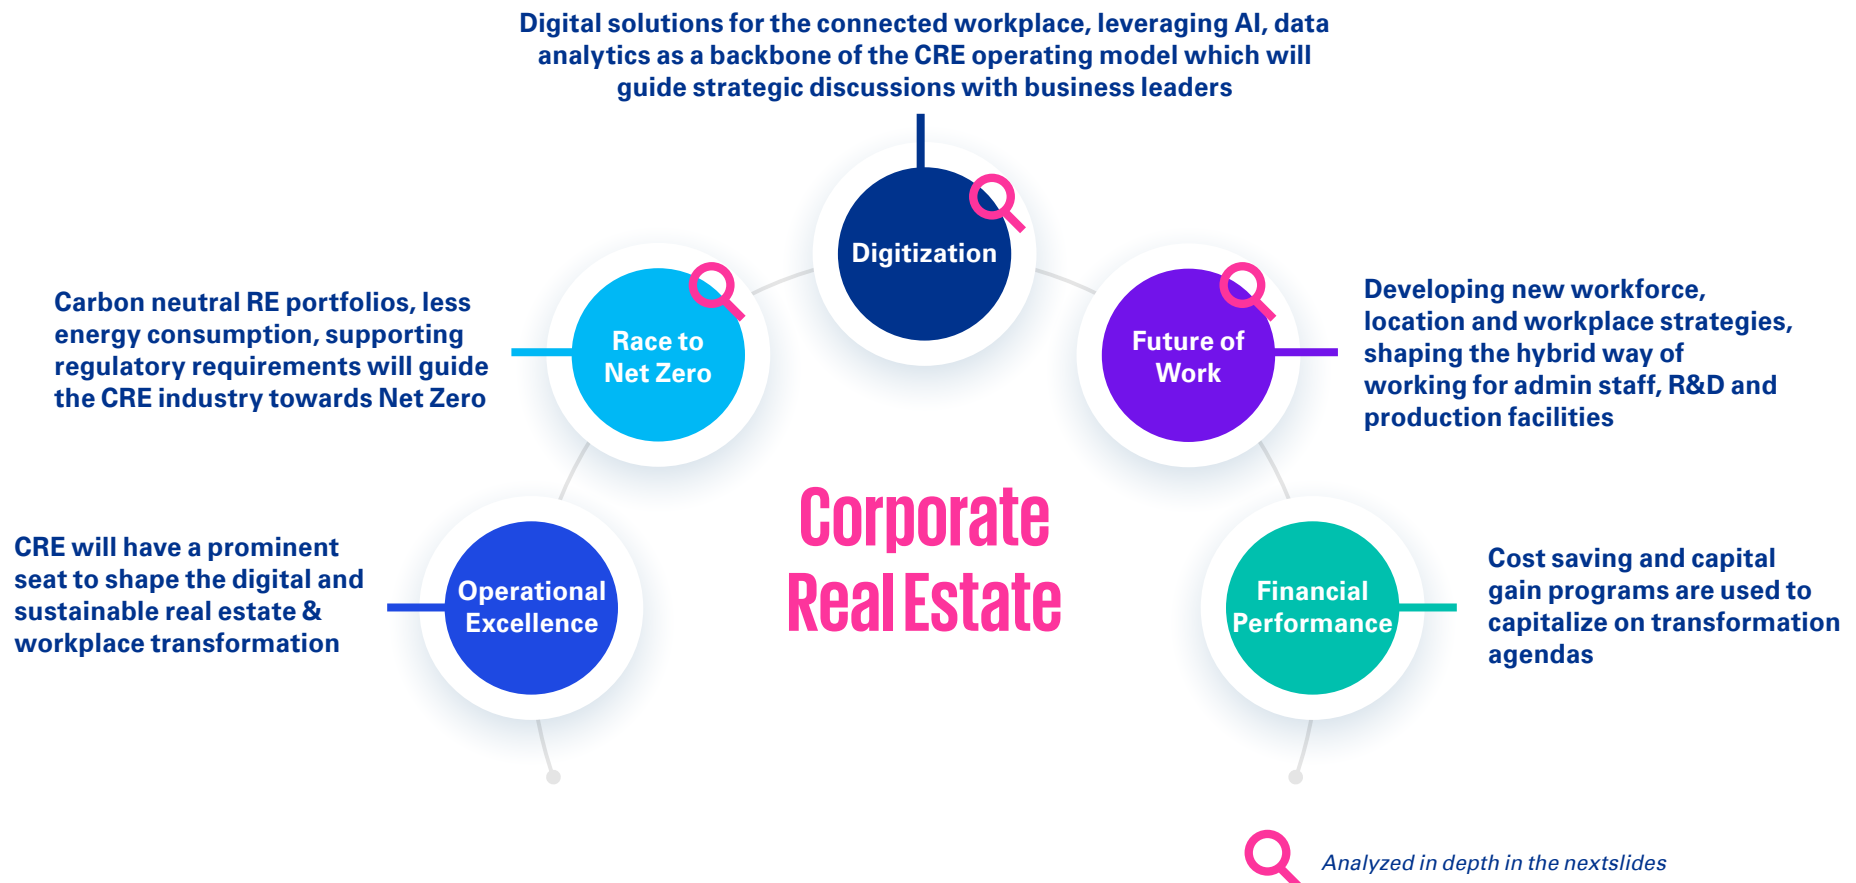 Digital solutions for the connected workplace, leveraging AI, data
analytics as a backbone of the CRE operating model which will
guide strategic discussions with business leaders
Digitization
Carbon neutral RE portfolios, less
energy consumption, supporting
regulatory requirements will guide
the CRE industry towards Net Zero
Race to
Net Zero
Future of
Work
Developing new workforce,
location and workplace strategies,
shaping the hybrid way of
working for admin staff, R&D and
production facilities
Corporate
Real Estate
CRE will have a prominent
seat to shape the digital and
sustainable real estate &
workplace transformation
Operational
Excellence
Financial
Performance
Cost saving and capital
gain programs are used to
capitalize on transformation
agendas
Analyzed in depth in the nextslides